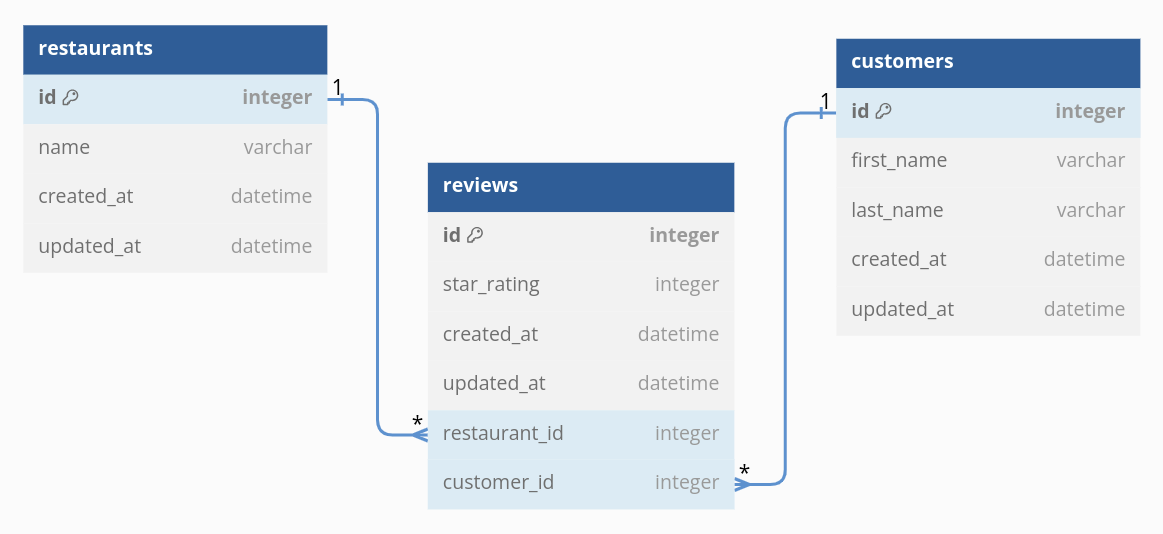 restaurants
id integer
name varchar
created_at datetime
updated_at datetime
1
*
reviews
id integer
star_rating integer
created_at datetime
updated_at datetime
restaurant_id integer
customer_id integer
*
1
customers
id integer
first_name varchar
last_name varchar
created_at datetime
updated_at datetime